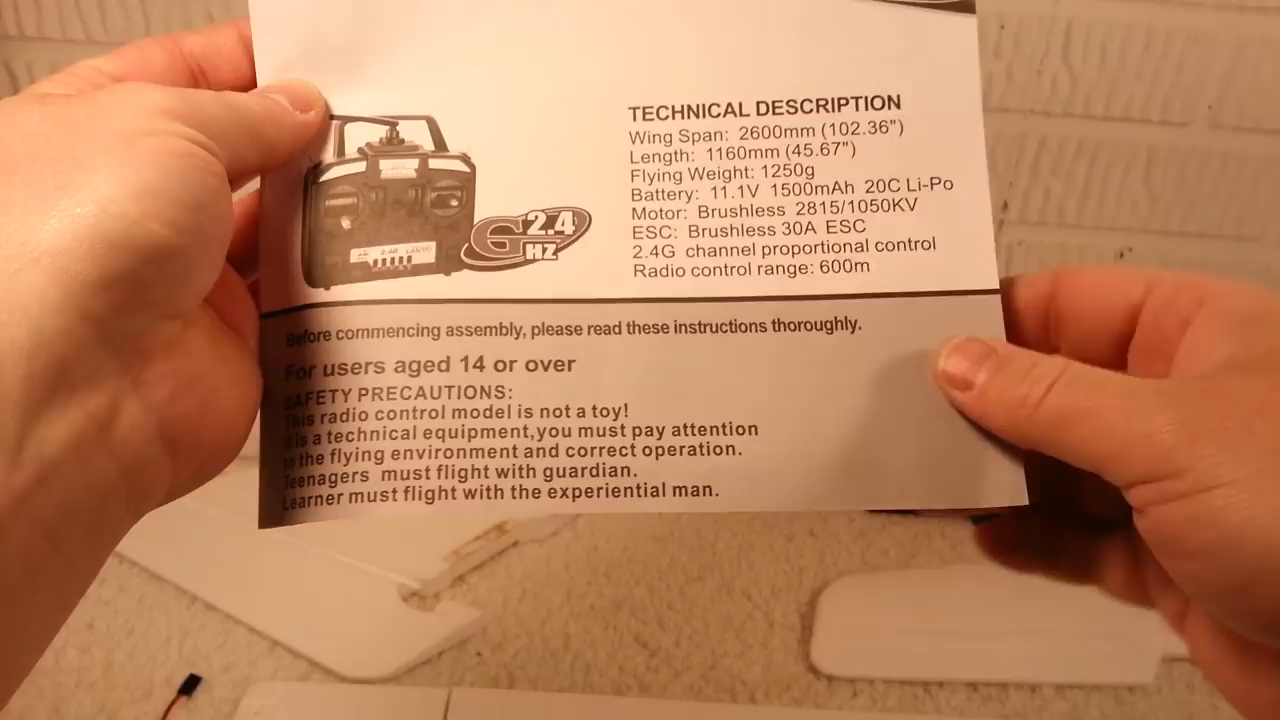 TECHNICAL DESCRIPTION
Wing Span: 2600mm (102.36")
Length: 1160mm (45.67")
Flying Weight: 1250g
Battery: 11.1V 1500mAh 20C Li-Po
Motor: Brushless 2815/1050KV
ESC: Brushless 30A ESC
2.4G channel proportional control
Radio control range: 600m
G 2.4 HZ
2.4G
Before commencing assembly, please read these instructions thoroughly.
For users aged 14 or over
SAFETY PRECAUTIONS:
This radio control model is not a toy!
It is a technical equipment,you must pay attention
to the flying environment and correct operation.
Teenagers must flight with guardian.
Learner must flight with the experiential man.